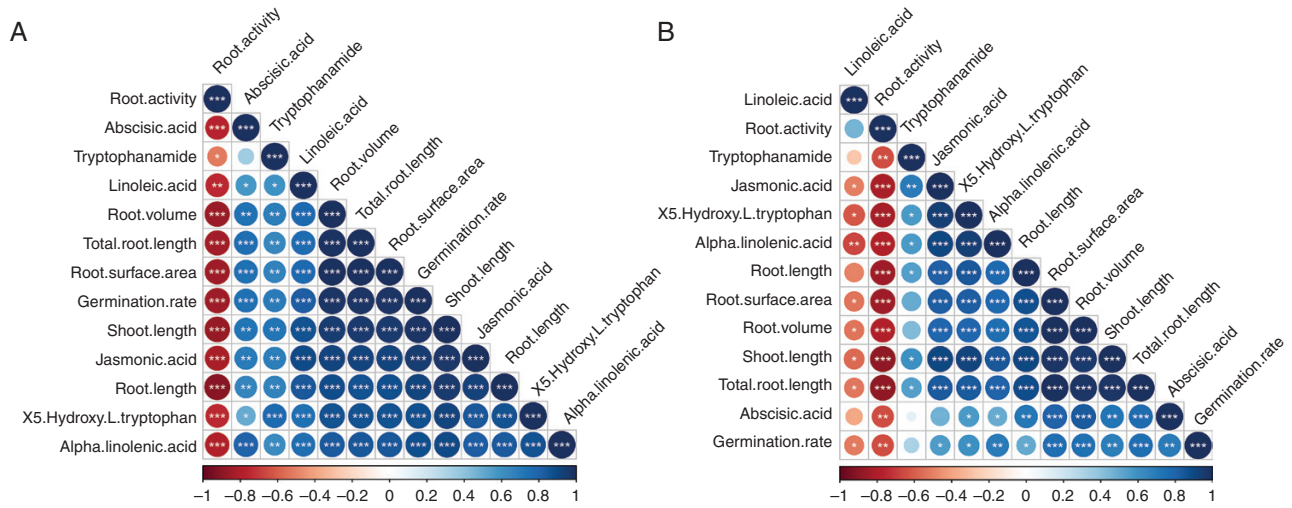 A
Root.activity
Abscisic.acid
Tryptophanamide
Linoleic.acid
Root.volume
Total.root.length
Root.surface.area
Germination.rate
Shoot.length
Jasmonic.acid
Root.length
X5.Hydroxy.L.tryptophan
Alpha.linolenic.acid
Root.activity ***
Abscisic.acid *** ***
Tryptophanamide * ***
Linoleic.acid ** * * ***
Root.volume *** ** ** *** ***
Total.root.length *** *** ** *** *** ***
Root.surface.area *** *** ** *** *** *** ***
Germination.rate *** ** ** *** *** *** *** ***
Shoot.length *** ** ** *** *** *** *** *** ***
Jasmonic.acid *** ** ** *** *** *** *** *** *** ***
Root.length *** ** ** *** *** *** *** *** *** *** ***
X5.Hydroxy.L.tryptophan *** * *** *** *** *** *** *** *** *** *** ***
Alpha.linolenic.acid *** *** ** *** *** *** *** *** *** *** *** *** ***
−1 −0.8 −0.6 −0.4 −0.2 0 0.2 0.4 0.6 0.8 1
B
Linoleic.acid
Root.activity
Tryptophanamide
Jasmonic.acid
X5.Hydroxy.L.tryptophan
Alpha.linolenic.acid
Root.length
Root.surface.area
Root.volume
Shoot.length
Total.root.length
Abscisic.acid
Germination.rate
Linoleic.acid ***
Root.activity ***
Tryptophanamide ** ***
Jasmonic.acid * *** ** ***
X5.Hydroxy.L.tryptophan * *** * *** ***
Alpha.linolenic.acid ** *** * *** *** ***
Root.length *** * *** *** *** ***
Root.surface.area * *** *** *** *** *** ***
Root.volume * *** *** *** *** *** *** ***
Shoot.length * *** * *** *** *** *** *** *** ***
Total.root.length * *** * *** *** *** *** *** *** *** ***
Abscisic.acid ** * * ** *** *** ** *** ***
Germination.rate * ** * * ** * *** *** ** *** ** ***
−1 −0.8 −0.6 −0.4 −0.2 0 0.2 0.4 0.6 0.8 1